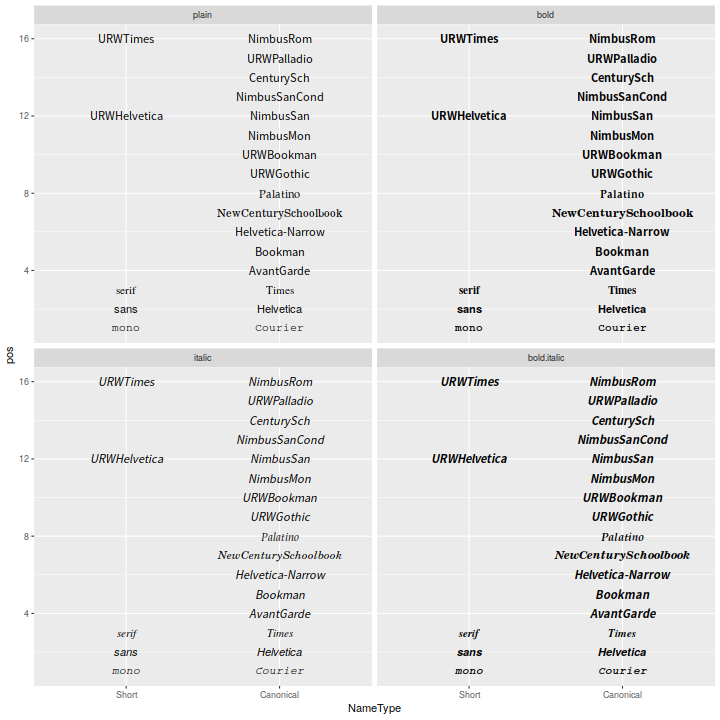 plain bold
16 URWTimes NimbusRom URWTimes NimbusRom
URWPalladio URWPalladio
CenturySch CenturySch
NimbusSanCond NimbusSanCond
12 URWHelvetica NimbusSan URWHelvetica NimbusSan
NimbusMon NimbusMon
URWBookman URWBookman
URWGothic URWGothic
8 Palatino Palatino
NewCenturySchoolbook NewCenturySchoolbook
Helvetica-Narrow Helvetica-Narrow
Bookman Bookman
4 AvantGarde AvantGarde
serif Times serif Times
sans Helvetica sans Helvetica
mono Courier mono Courier
pos
italic bold.italic
16 URWTimes NimbusRom URWTimes NimbusRom
URWPalladio URWPalladio
CenturySch CenturySch
NimbusSanCond NimbusSanCond
12 URWHelvetica NimbusSan URWHelvetica NimbusSan
NimbusMon NimbusMon
URWBookman URWBookman
URWGothic URWGothic
8 Palatino Palatino
NewCenturySchoolbook NewCenturySchoolbook
Helvetica-Narrow Helvetica-Narrow
Bookman Bookman
4 AvantGarde AvantGarde
serif Times serif Times
sans Helvetica sans Helvetica
mono Courier mono Courier
Short Canonical Short Canonical
NameType